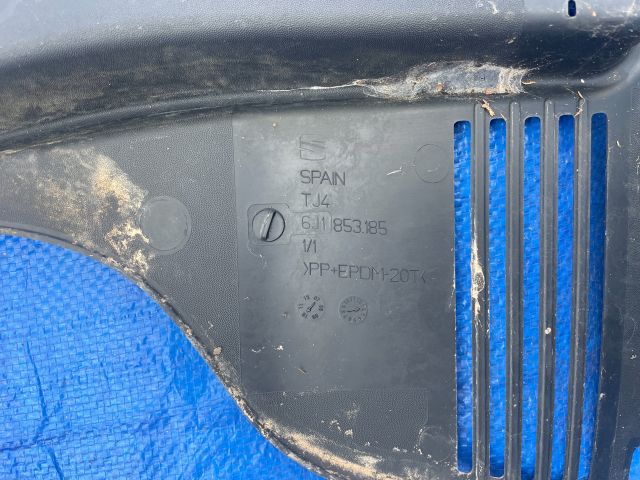 SPAIN
TJ4
6J1 853.185
1/1
>PP+EPDM-20T<